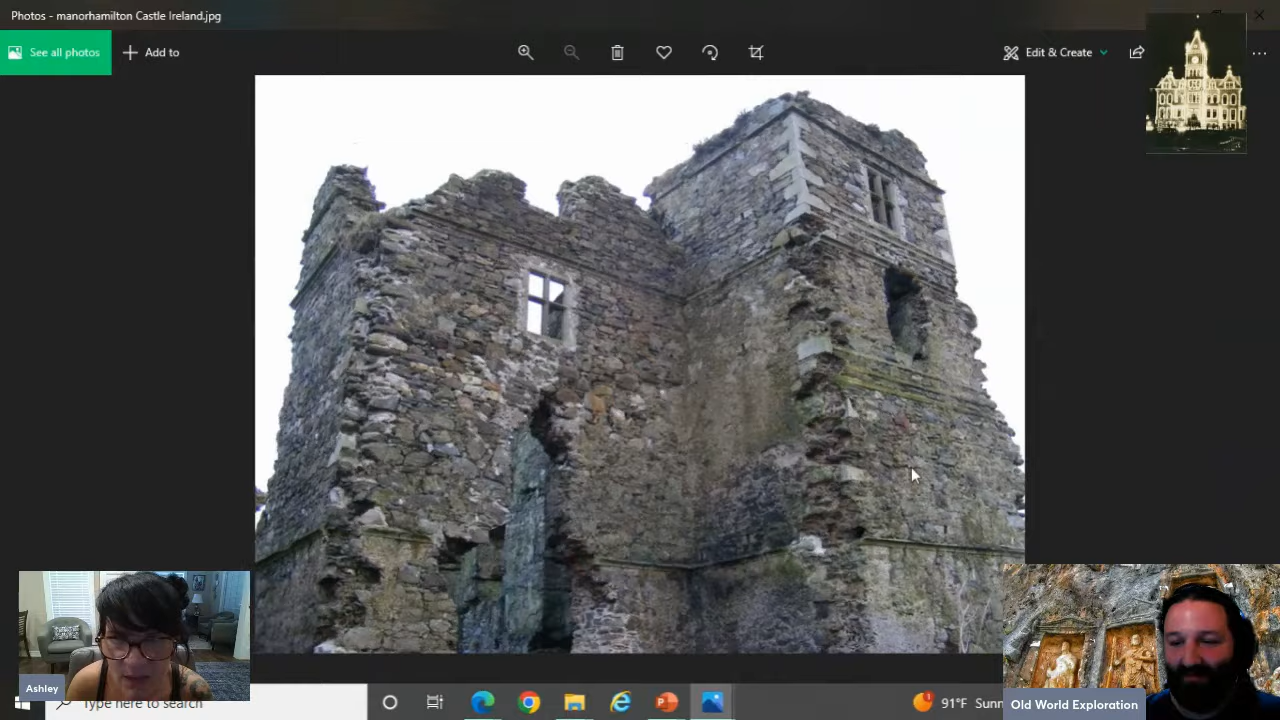 Photos - manorhamilton Castle Ireland.jpg
See all photos
Add to
Edit & Create
Ashley
Type here to search
91°F Sunn
Old World Exploration